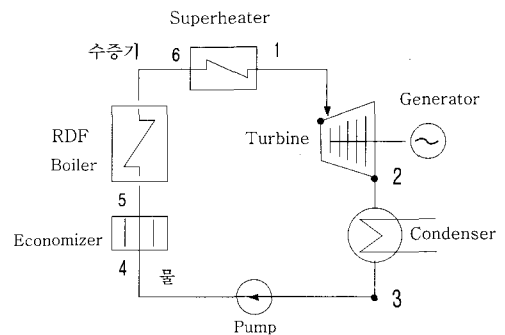 Superheater
수증기
6
1
Generator
RDF
Boiler
Turbine
2
5
Economizer
Condenser
4
물
3
Pump